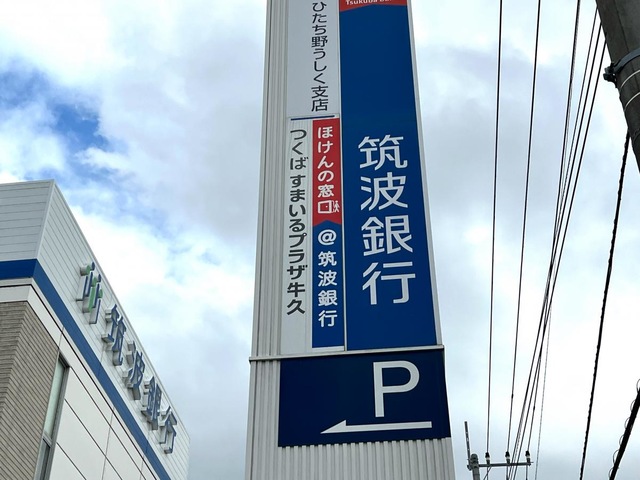 Tsukuba
筑波銀行
ひたち野うしく支店
ほけんの窓口
@筑波銀行
つくばすまいるプラザ牛久
P
筑波銀行